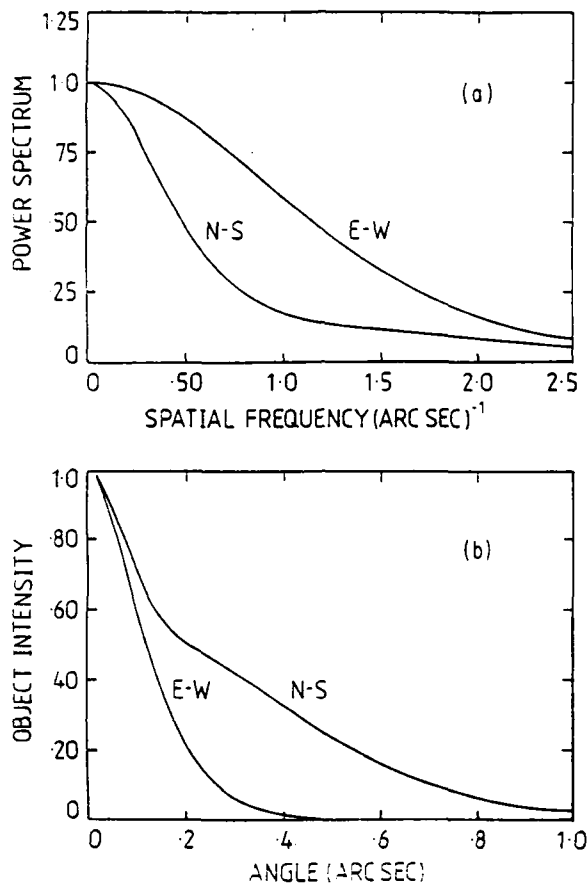 1·25
1·0
·75
·50
·25
0
POWER SPECTRUM
(a)
N-S
E-W
0 ·50 1·0 1·5 2·0 2·5
SPATIAL FREQUENCY (ARC SEC)⁻¹
1·0
·80
·60
·40
·20
0
OBJECT INTENSITY
(b)
E-W
N-S
0 ·2 ·4 ·6 ·8 1·0
ANGLE (ARC SEC)